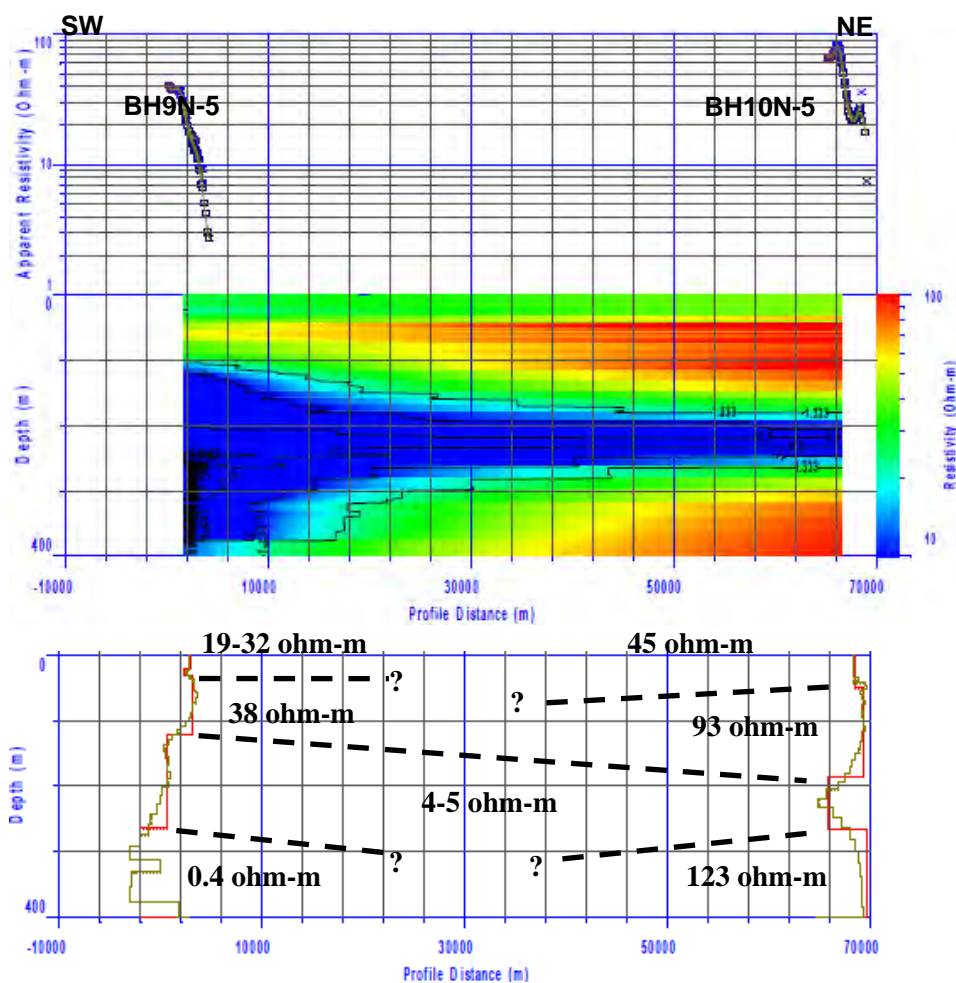 SW
NE
100
BH9N-5
BH10N-5
10
1
Apparent Resistivity (Ohm-m)
0
400
Depth (m)
1.333
-10000
10000
30000
50000
70000
Profile Distance (m)
100
10
Resistivity (Ohm-m)
19-32 ohm-m
45 ohm-m
0
?
?
38 ohm-m
93 ohm-m
4-5 ohm-m
?
?
0.4 ohm-m
123 ohm-m
400
Depth (m)
-10000
10000
30000
50000
70000
Profile Distance (m)